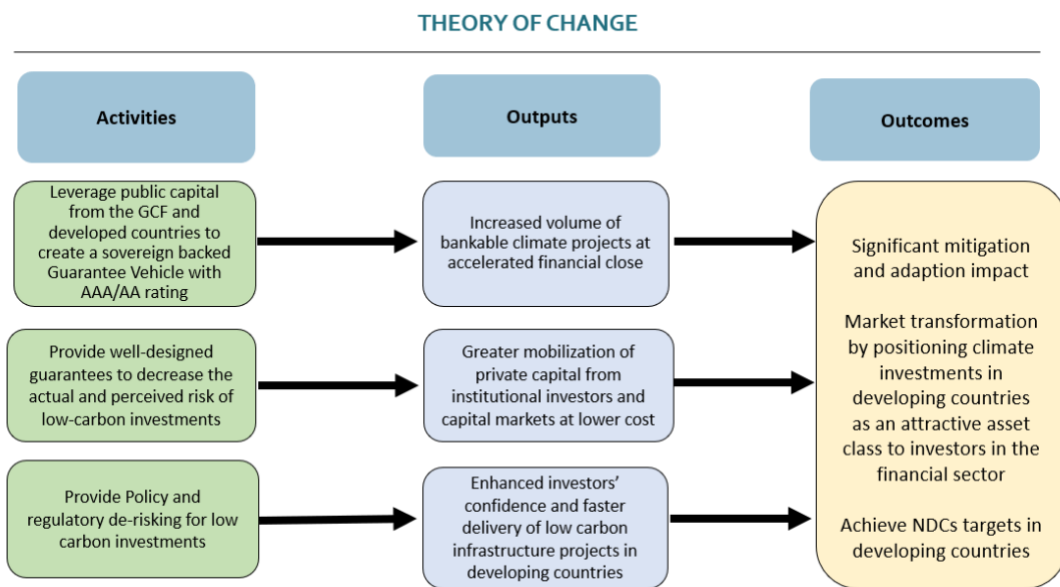 THEORY OF CHANGE
Activities
Outputs
Outcomes
Leverage public capital
from the GCF and
developed countries to
create a sovereign backed
Guarantee Vehicle with
AAA/AA rating
Increased volume of
bankable climate projects at
accelerated financial close
Provide well-designed
guarantees to decrease the
actual and perceived risk of
low-carbon investments
Greater mobilization of
private capital from
institutional investors and
capital markets at lower cost
Provide Policy and
regulatory de-risking for low
carbon investments
Enhanced investors’
confidence and faster
delivery of low carbon
infrastructure projects in
developing countries
Significant mitigation
and adaption impact
Market transformation
by positioning climate
investments in
developing countries
as an attractive asset
class to investors in the
financial sector
Achieve NDCs targets in
developing countries